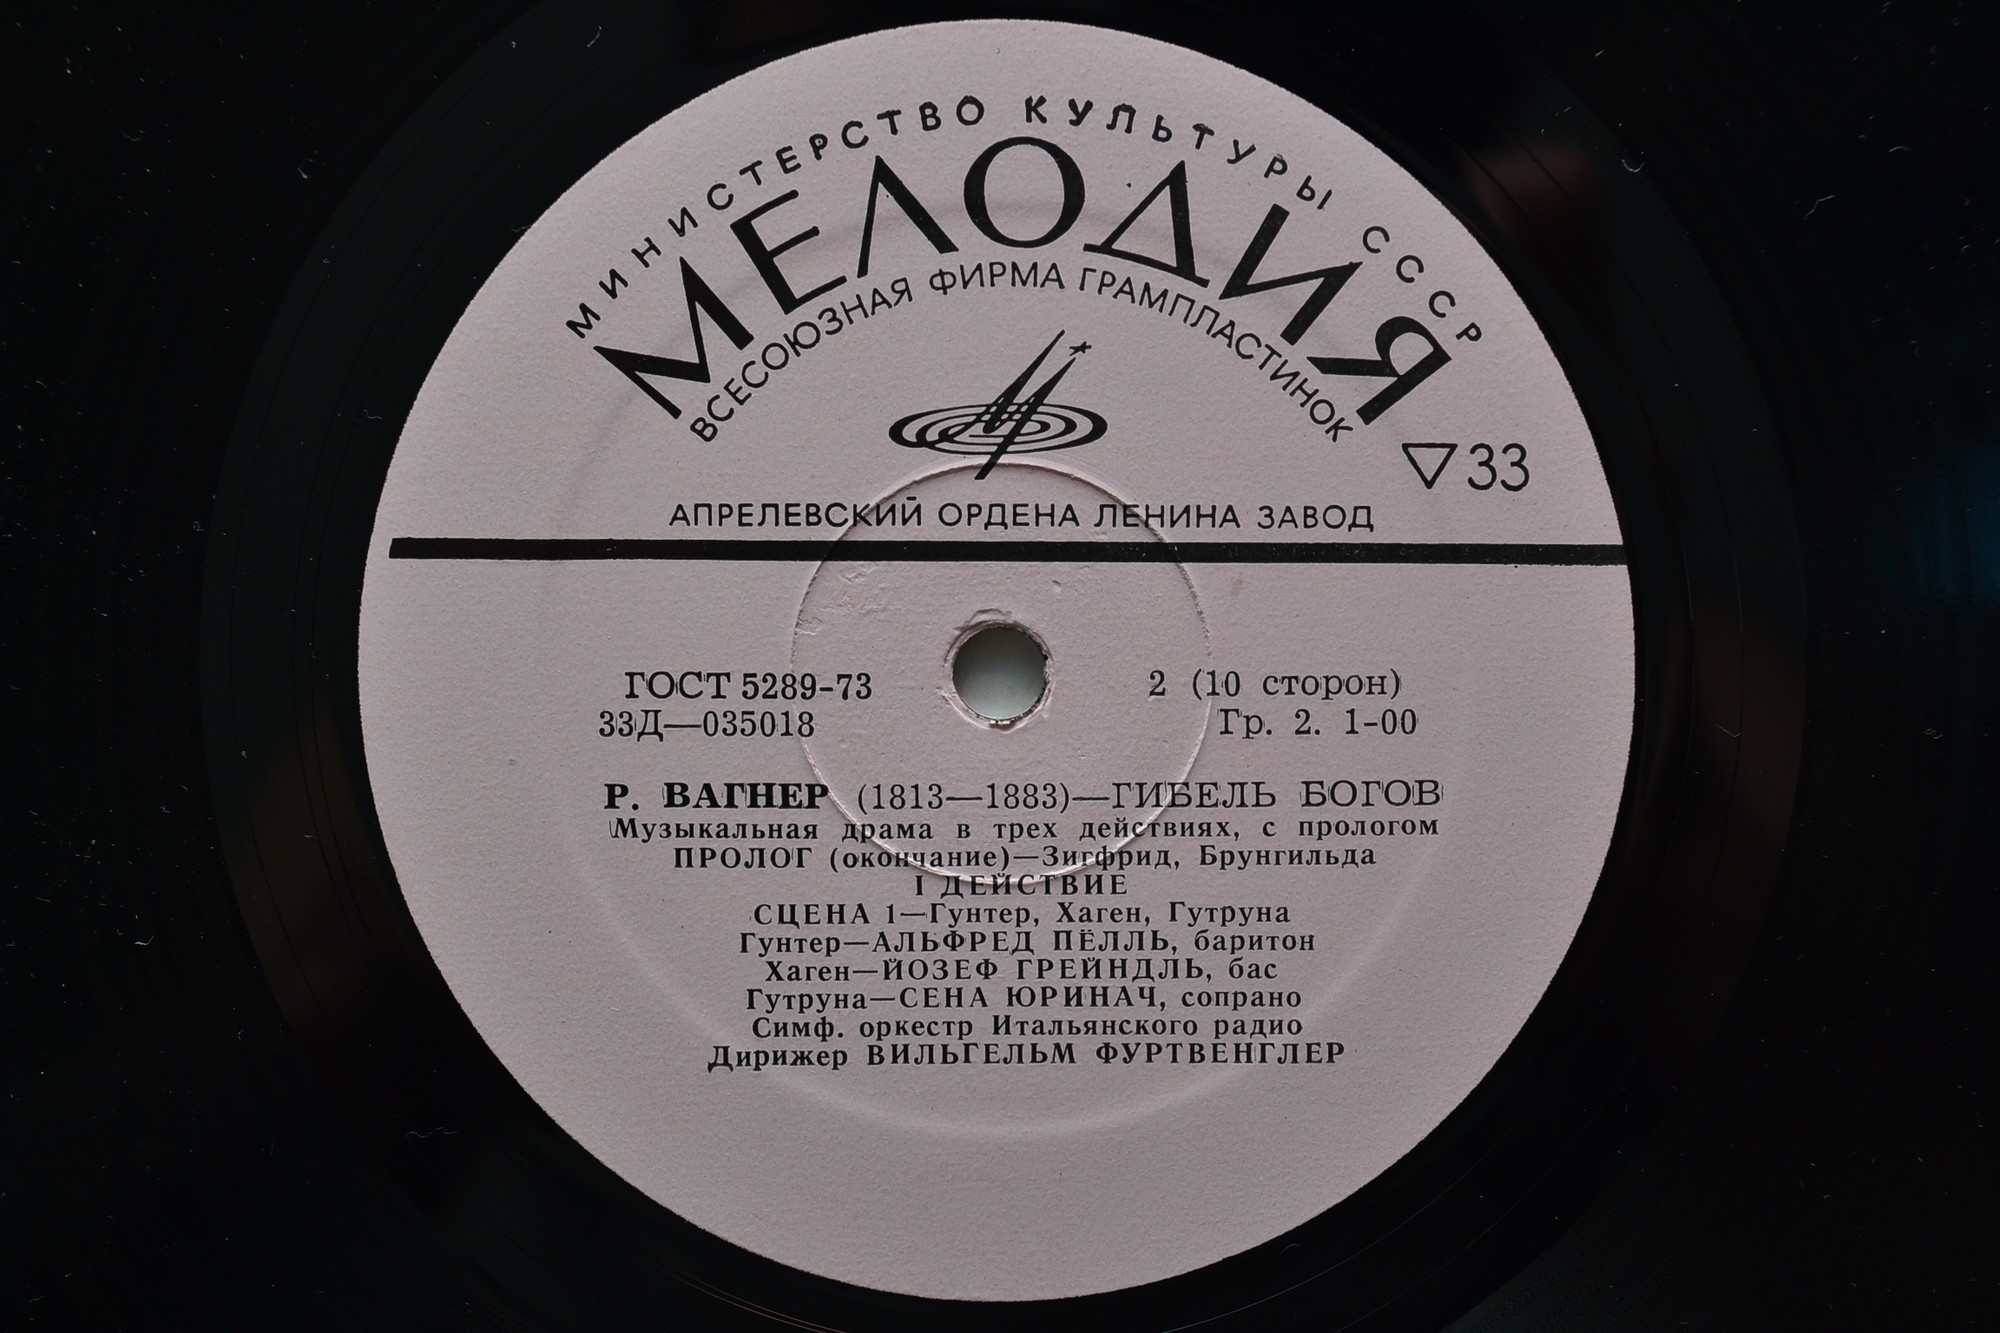 МИНИСТЕРСТВО КУЛЬТУРЫ СССР
МЕЛОДИЯ
ВСЕСОЮЗНАЯ ФИРМА ГРАМПЛАСТИНОК
▽33
АПРЕЛЕВСКИЙ ОРДЕНА ЛЕНИНА ЗАВОД
ГОСТ 5289-73
2 (10 сторон)
33Д—035018
Гр. 2. 1-00
Р. ВАГНЕР (1813—1883)—ГИБЕЛЬ БОГОВ
Музыкальная драма в трех действиях, с прологом
ПРОЛОГ (окончание)—Зигфрид, Брунгильда
I ДЕЙСТВИЕ
СЦЕНА 1—Гунтер, Хаген, Гутруна
Гунтер—АЛЬФРЕД ПЁЛЛЬ, баритон
Хаген—ЙОЗЕФ ГРЕЙНДЛЬ, бас
Гутруна—СЕНА ЮРИНАЧ, сопрано
Симф. оркестр Итальянского радио
Дирижер ВИЛЬГЕЛЬМ ФУРТВЕНГЛЕР